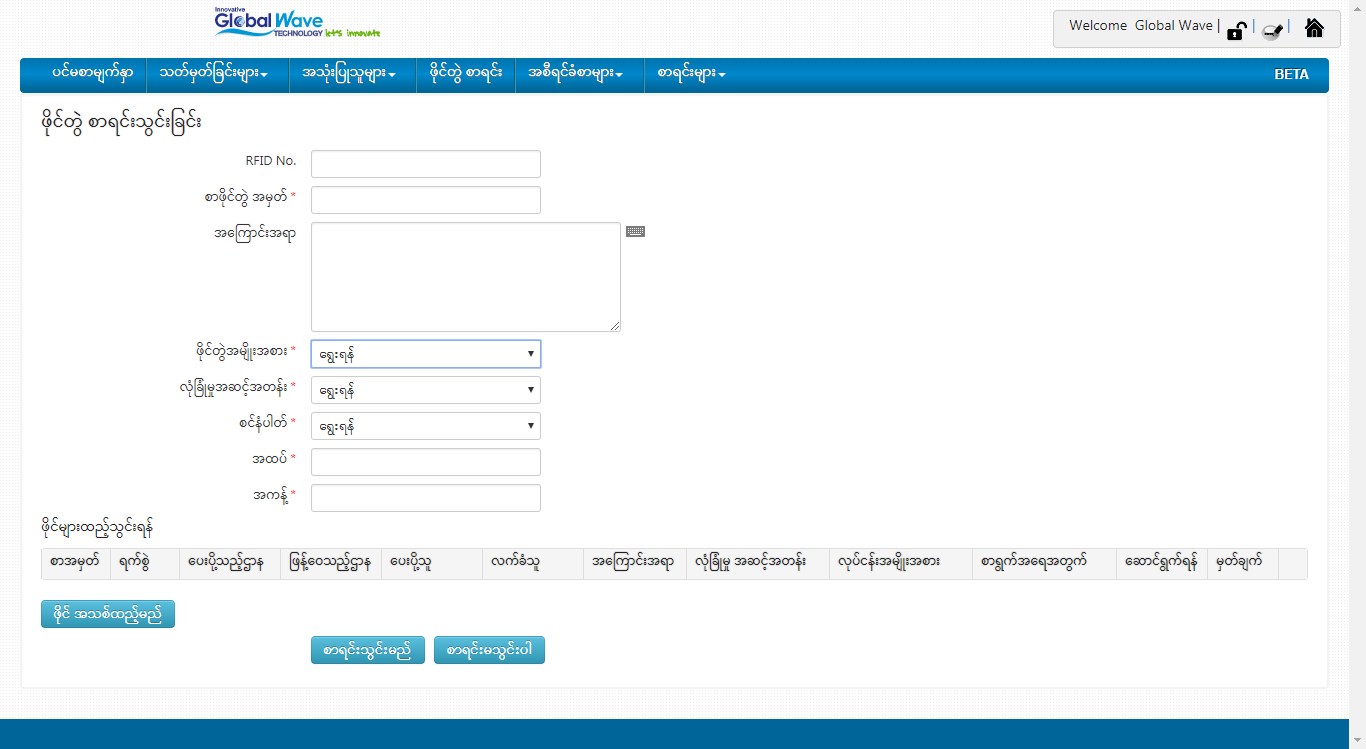 Innovative
Global Wave
TECHNOLOGY let's innovate
Welcome Global Wave | | |
ပင်မစာမျက်နှာ သတ်မှတ်ခြင်းများ အသုံးပြုသူများ ဖိုင်တွဲ စာရင်း အစီရင်ခံစာများ စာရင်းများ BETA
ဖိုင်တွဲ စာရင်းသွင်းခြင်း
RFID No.
စာဖိုင်တွဲ အမှတ် *
အကြောင်းအရာ
ဖိုင်တွဲအမျိုးအစား * ရွေးရန်
လုံခြုံမှုအဆင့်အတန်း * ရွေးရန်
စင်နံပါတ် * ရွေးရန်
အထပ် *
အကန့် *
ဖိုင်များထည့်သွင်းရန်
စာအမှတ် ရက်စွဲ ပေးပို့သည့်ဌာန ဖြန့်ဝေသည့်ဌာန ပေးပို့သူ လက်ခံသူ အကြောင်းအရာ လုံခြုံမှု အဆင့်အတန်း လုပ်ငန်းအမျိုးအစား စာရွက်အရေအတွက် ဆောင်ရွက်ရန် မှတ်ချက်
ဖိုင် အသစ်ထည့်မည်
စာရင်းသွင်းမည် စာရင်းမသွင်းပါ